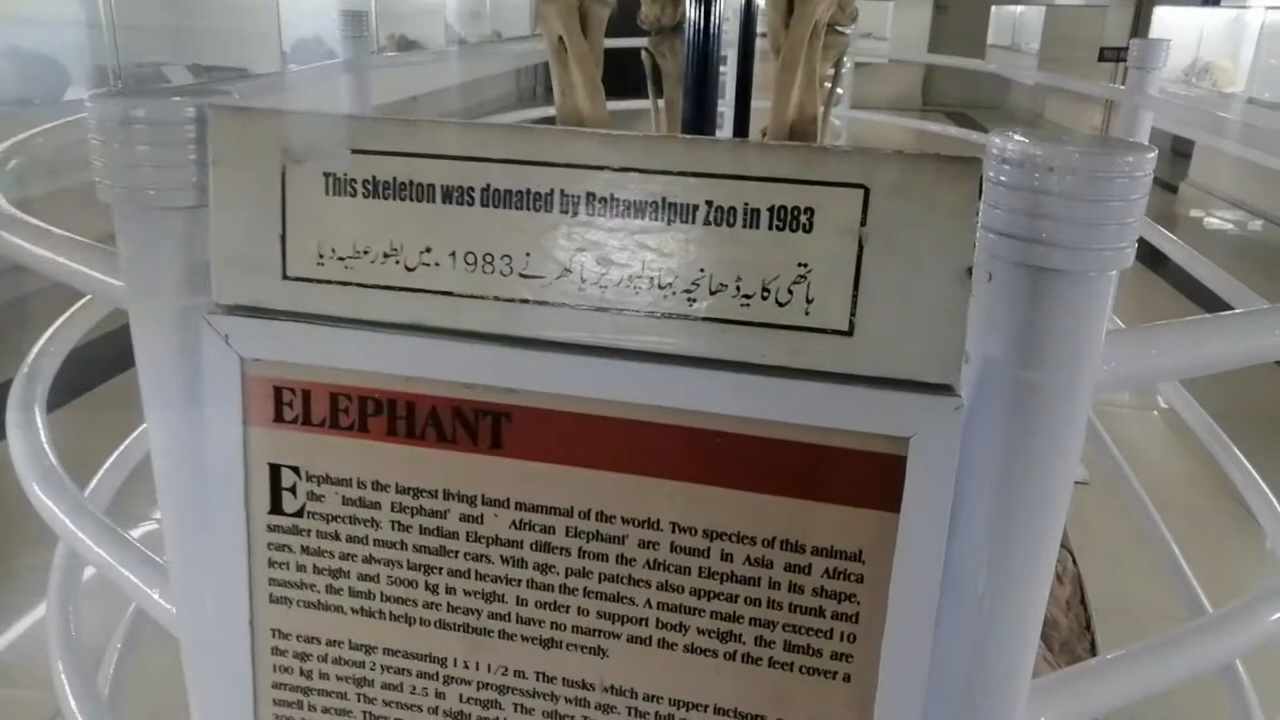 This skeleton was donated by Bahawalpur Zoo in 1983
ہاتھی کا یہ ڈھانچہ بہاولپور چڑیا گھر نے 1983ء میں بطور عطیہ دیا
ELEPHANT
Elephant is the largest living land mammal of the world. Two species of this animal,
the `Indian Elephant' and ` African Elephant' are found in Asia and Africa
respectively. The Indian Elephant differs from the African Elephant in its shape,
smaller tusk and much smaller ears. With age, pale patches also appear on its trunk and
ears. Males are always larger and heavier than the females. A mature male may exceed 10
feet in height and 5000 kg in weight. In order to support body weight, the limbs are
massive, the limb bones are heavy and have no marrow and the sloes of the feet cover a
fatty cushion, which help to distribute the weight evenly.
The ears are large measuring 1 x 1 1/2 m. The tusks which are upper incisors
the age of about 2 years and grow progressively with age. The full
100 kg in weight and 2.5 in Length. The other
arrangement. The senses of sight and
smell is acute. They